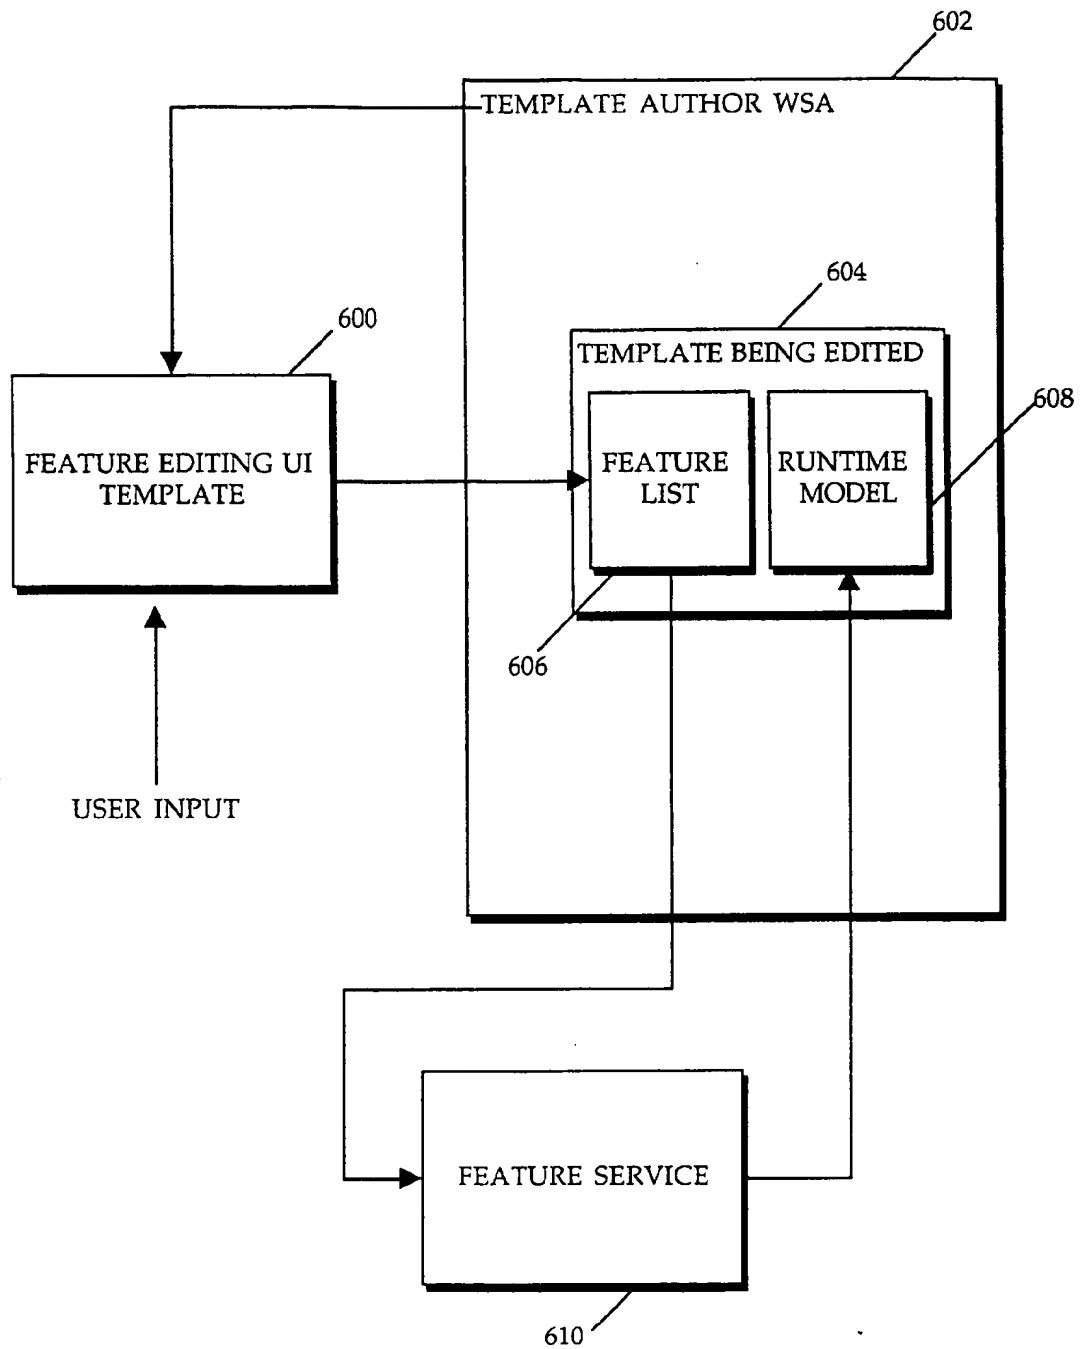 602
TEMPLATE AUTHOR WSA
604
600
TEMPLATE BEING EDITED
608
FEATURE EDITING UI
TEMPLATE
FEATURE
LIST
RUNTIME
MODEL
606
USER INPUT
FEATURE SERVICE
610